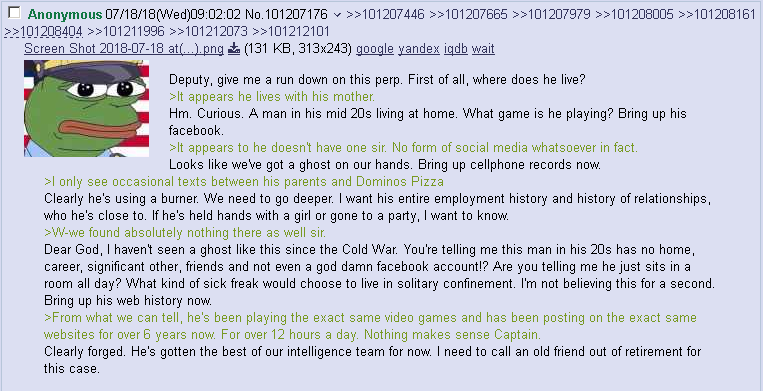 Anonymous 07/18/18(Wed)09:02:02 No.101207176 >>101207446 >>101207665 >>101207979 >>101208005 >>101208161
>>101208404 >>101211996 >>101212073 >>101212101
Screen Shot 2018-07-18 at(...).png (131 KB, 313x243) google yandex iqdb wait
Deputy, give me a run down on this perp. First of all, where does he live?
>It appears he lives with his mother.
Hm. Curious. A man in his mid 20s living at home. What game is he playing? Bring up his
facebook.
>It appears to he doesn't have one sir. No form of social media whatsoever in fact.
Looks like we've got a ghost on our hands. Bring up cellphone records now.
>I only see occasional texts between his parents and Dominos Pizza
Clearly he's using a burner. We need to go deeper. I want his entire employment history and history of relationships,
who he's close to. If he's held hands with a girl or gone to a party, I want to know.
>W-we found absolutely nothing there as well sir.
Dear God, I haven't seen a ghost like this since the Cold War. You're telling me this man in his 20s has no home,
career, significant other, friends and not even a god damn facebook account!? Are you telling me he just sits in a
room all day? What kind of sick freak would choose to live in solitary confinement. I'm not believing this for a second.
Bring up his web history now.
>From what we can tell, he's been playing the exact same video games and has been posting on the exact same
websites for over 6 years now. For over 12 hours a day. Nothing makes sense Captain.
Clearly forged. He's gotten the best of our intelligence team for now. I need to call an old friend out of retirement for
this case.